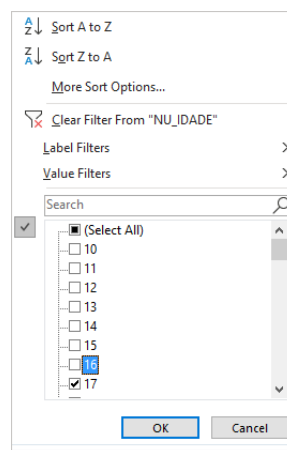 Sort A to Z
Sort Z to A
More Sort Options...
Clear Filter From "NU_IDADE"
Label Filters
Value Filters
Search
(Select All)
10
11
12
13
14
15
16
17
OK
Cancel